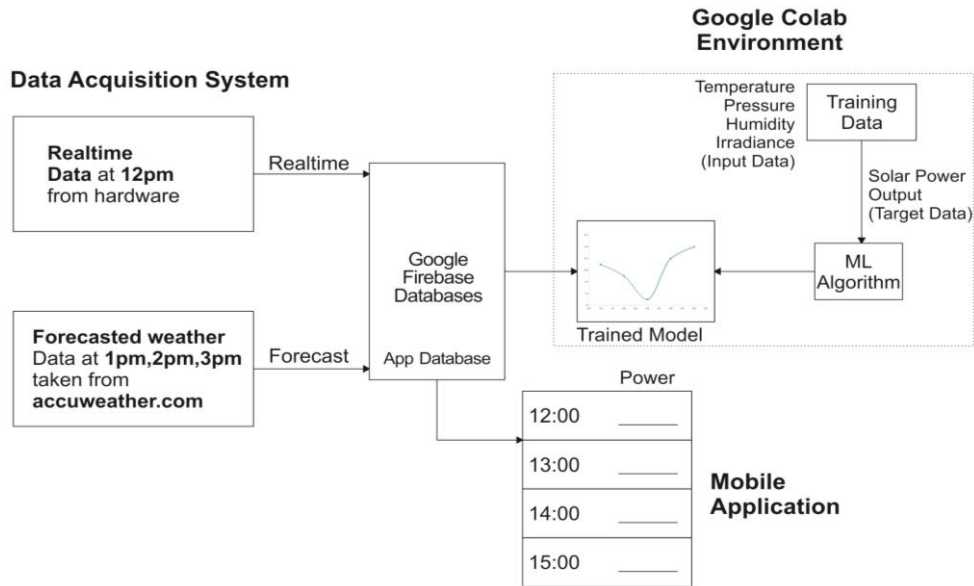 Google Colab
Environment
Data Acquisition System
Realtime
Data at 12pm
from hardware
Realtime
Forecasted weather
Data at 1pm,2pm,3pm
taken from
accuweather.com
Forecast
Google
Firebase
Databases
App Database
Temperature
Pressure
Humidity
Irradiance
(Input Data)
Training
Data
Solar Power
Output
(Target Data)
ML
Algorithm
Trained Model
Power
12:00
13:00
14:00
15:00
Mobile
Application